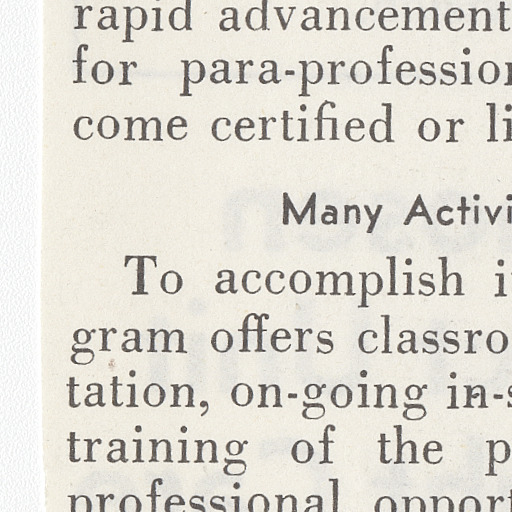 rapid advancement
for para-profession
come certified or li
Many Activi
To accomplish i
gram offers classro
tation, on-going in-s
training of the p
professional opport